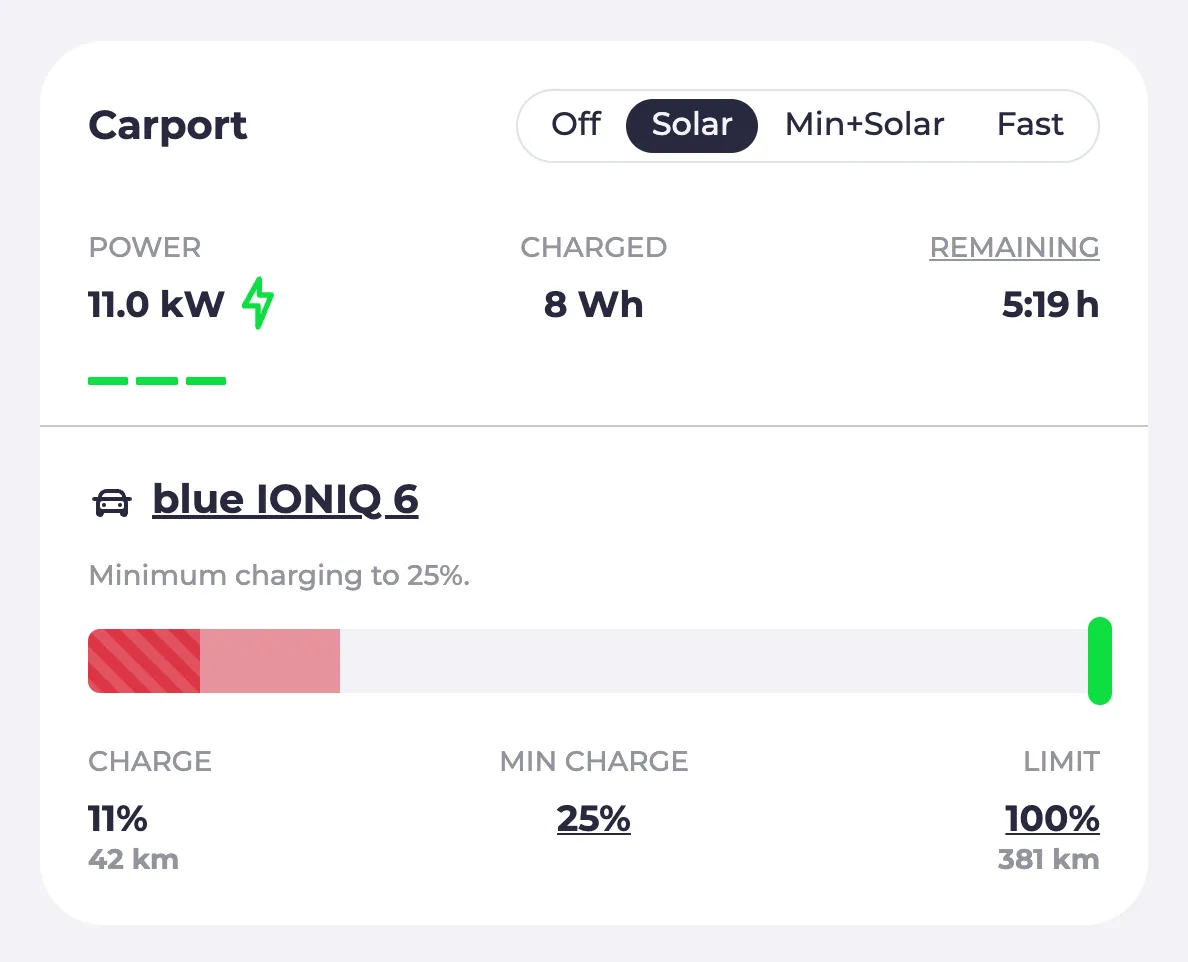 Carport
Off Solar Min+Solar Fast
POWER CHARGED REMAINING
11.0 kW 8 Wh 5:19 h
blue IONIQ 6
Minimum charging to 25%.
CHARGE MIN CHARGE LIMIT
11% 25% 100%
42 km 381 km